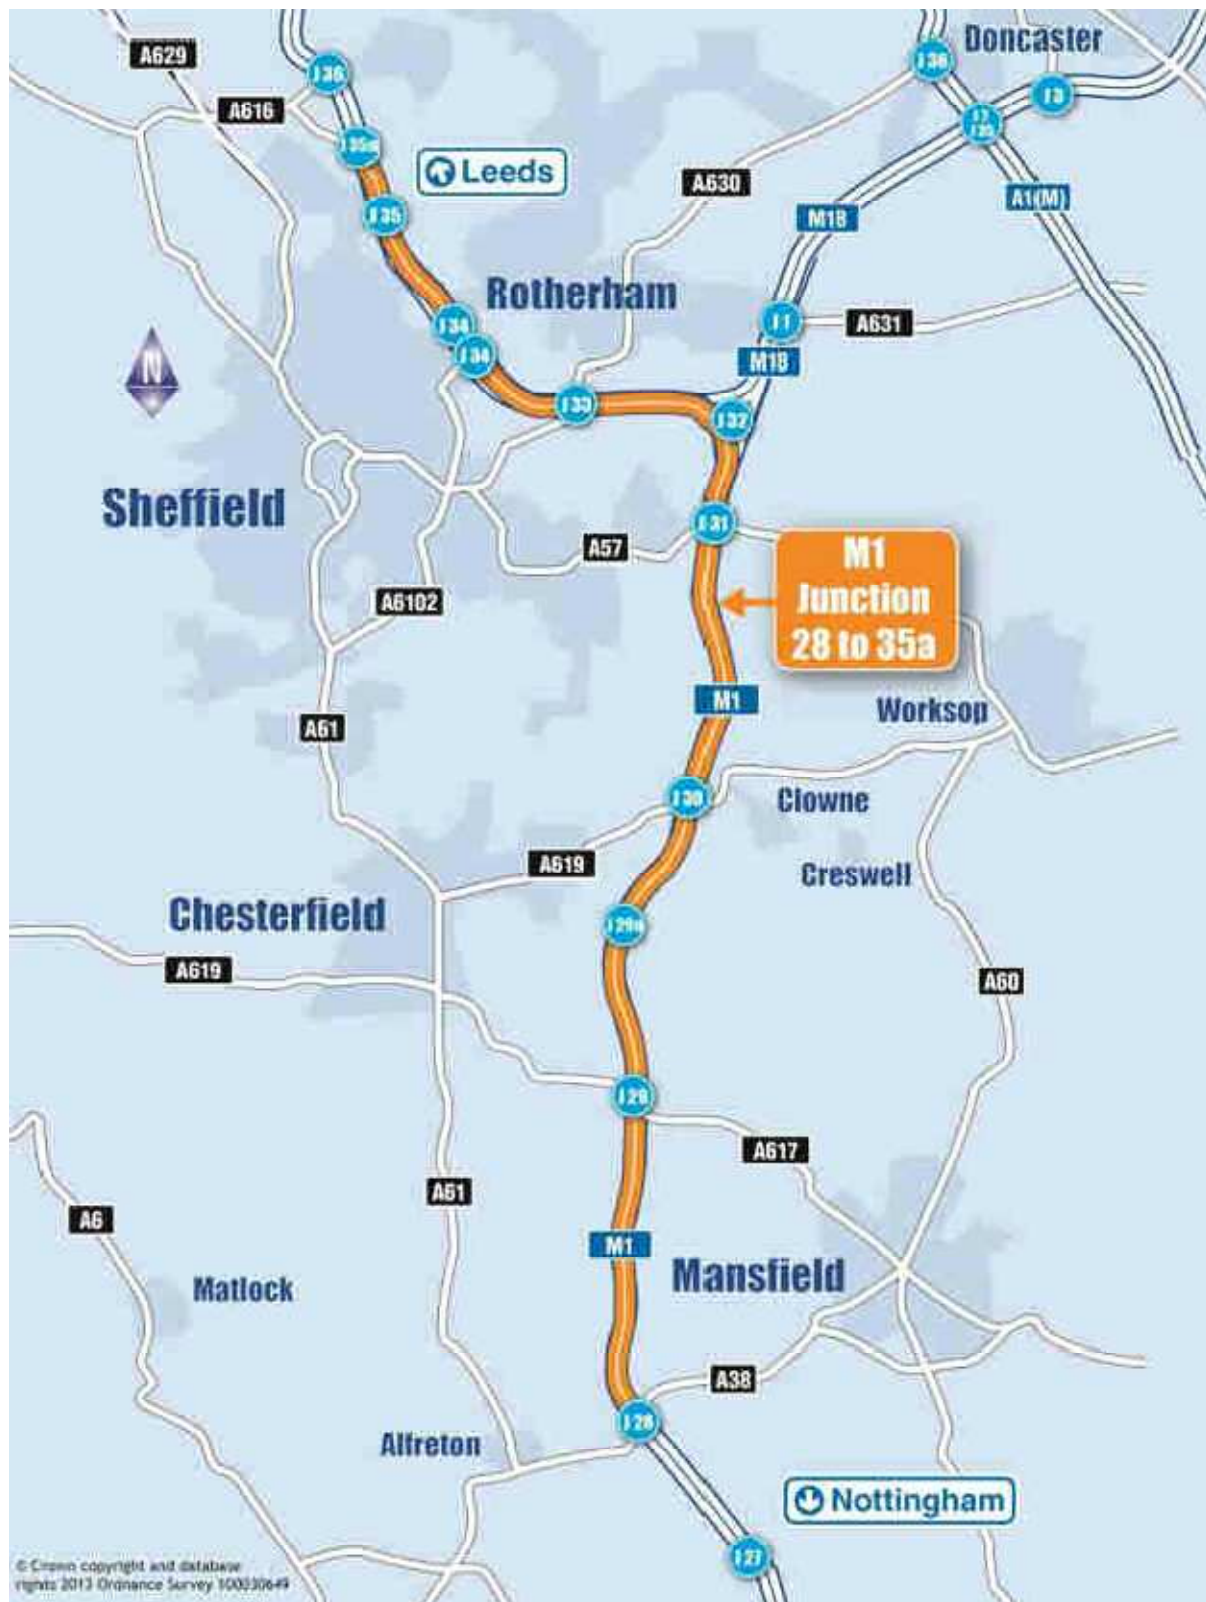 Doncaster
A629
J36
J36
J3
A616
J35a
Leeds
A630
J35
M18
A1(M)
Rotherham
J34
J34
J1
A631
M18
N
J33
J32
Sheffield
J31
A57
M1
Junction
28 to 35a
A6102
M1
Worksop
A61
J30
Clowne
A619
Creswell
Chesterfield
J29a
A619
A60
J29
A617
A61
A6
M1
Mansfield
Matlock
A38
J28
Alfreton
Nottingham
J27
© Crown copyright and database
rights 2013 Ordnance Survey 100030649